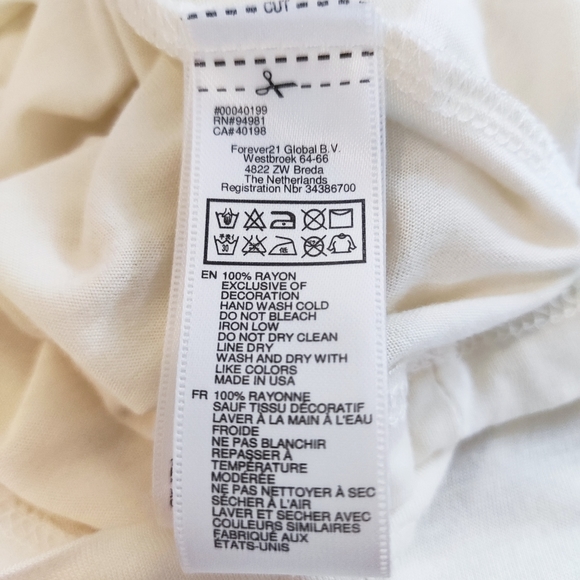 CUT
#00040199
RN#94981
CA#40198
Forever21 Global B.V.
Westbroek 64-66
4822 ZW Breda
The Netherlands
Registration Nbr 34386700
30
EN 100% RAYON
EXCLUSIVE OF
DECORATION
HAND WASH COLD
DO NOT BLEACH
IRON LOW
DO NOT DRY CLEAN
LINE DRY
WASH AND DRY WITH
LIKE COLORS
MADE IN USA
FR 100% RAYONNE
SAUF TISSU DÉCORATIF
LAVER À LA MAIN À L'EAU
FROIDE
NE PAS BLANCHIR
REPASSER À
TEMPÉRATURE
MODÉRÉE
NE PAS NETTOYER À SEC
SÉCHER À L'AIR
LAVER ET SECHER AVEC
COULEURS SIMILAIRES
FABRIQUÉ AUX
ÉTATS-UNIS